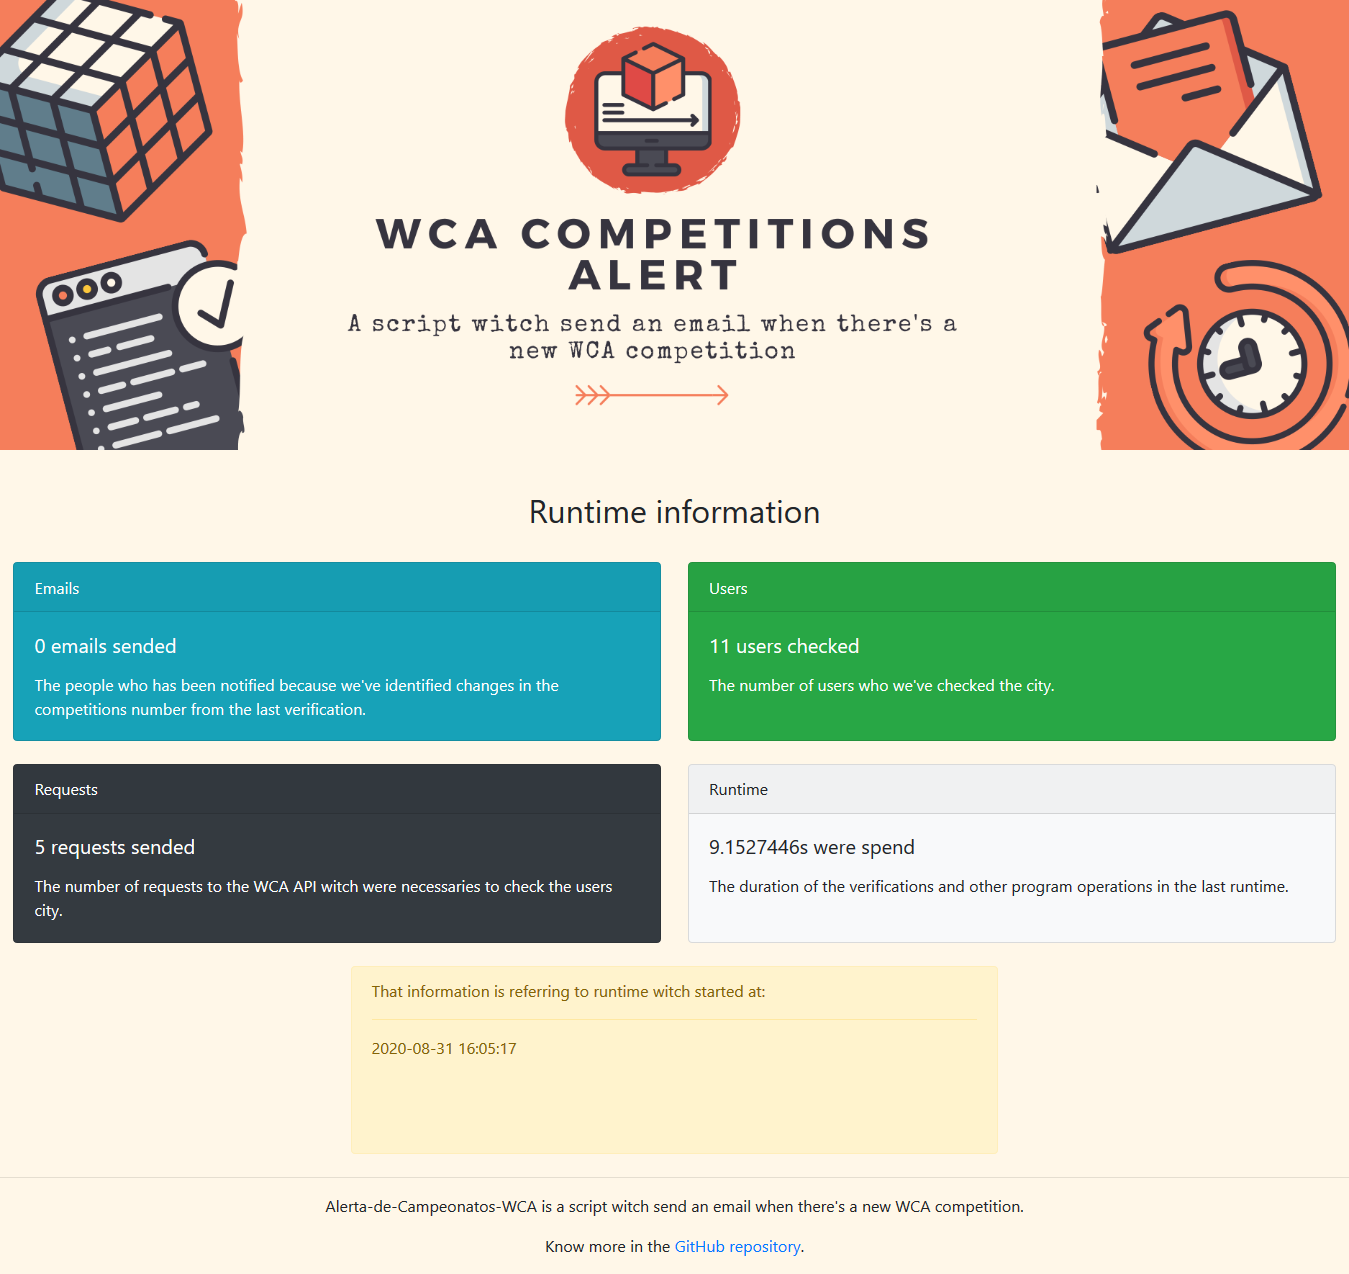 WCA COMPETITIONS
ALERT
A script witch send an email when there's a
new WCA competition
Runtime information
Emails
0 emails sended
The people who has been notified because we've identified changes in the
competitions number from the last verification.
Users
11 users checked
The number of users who we've checked the city.
Requests
5 requests sended
The number of requests to the WCA API witch were necessaries to check the users
city.
Runtime
9.1527446s were spend
The duration of the verifications and other program operations in the last runtime.
That information is referring to runtime witch started at:
2020-08-31 16:05:17
Alerta-de-Campeonatos-WCA is a script witch send an email when there's a new WCA competition.
Know more in the GitHub repository.